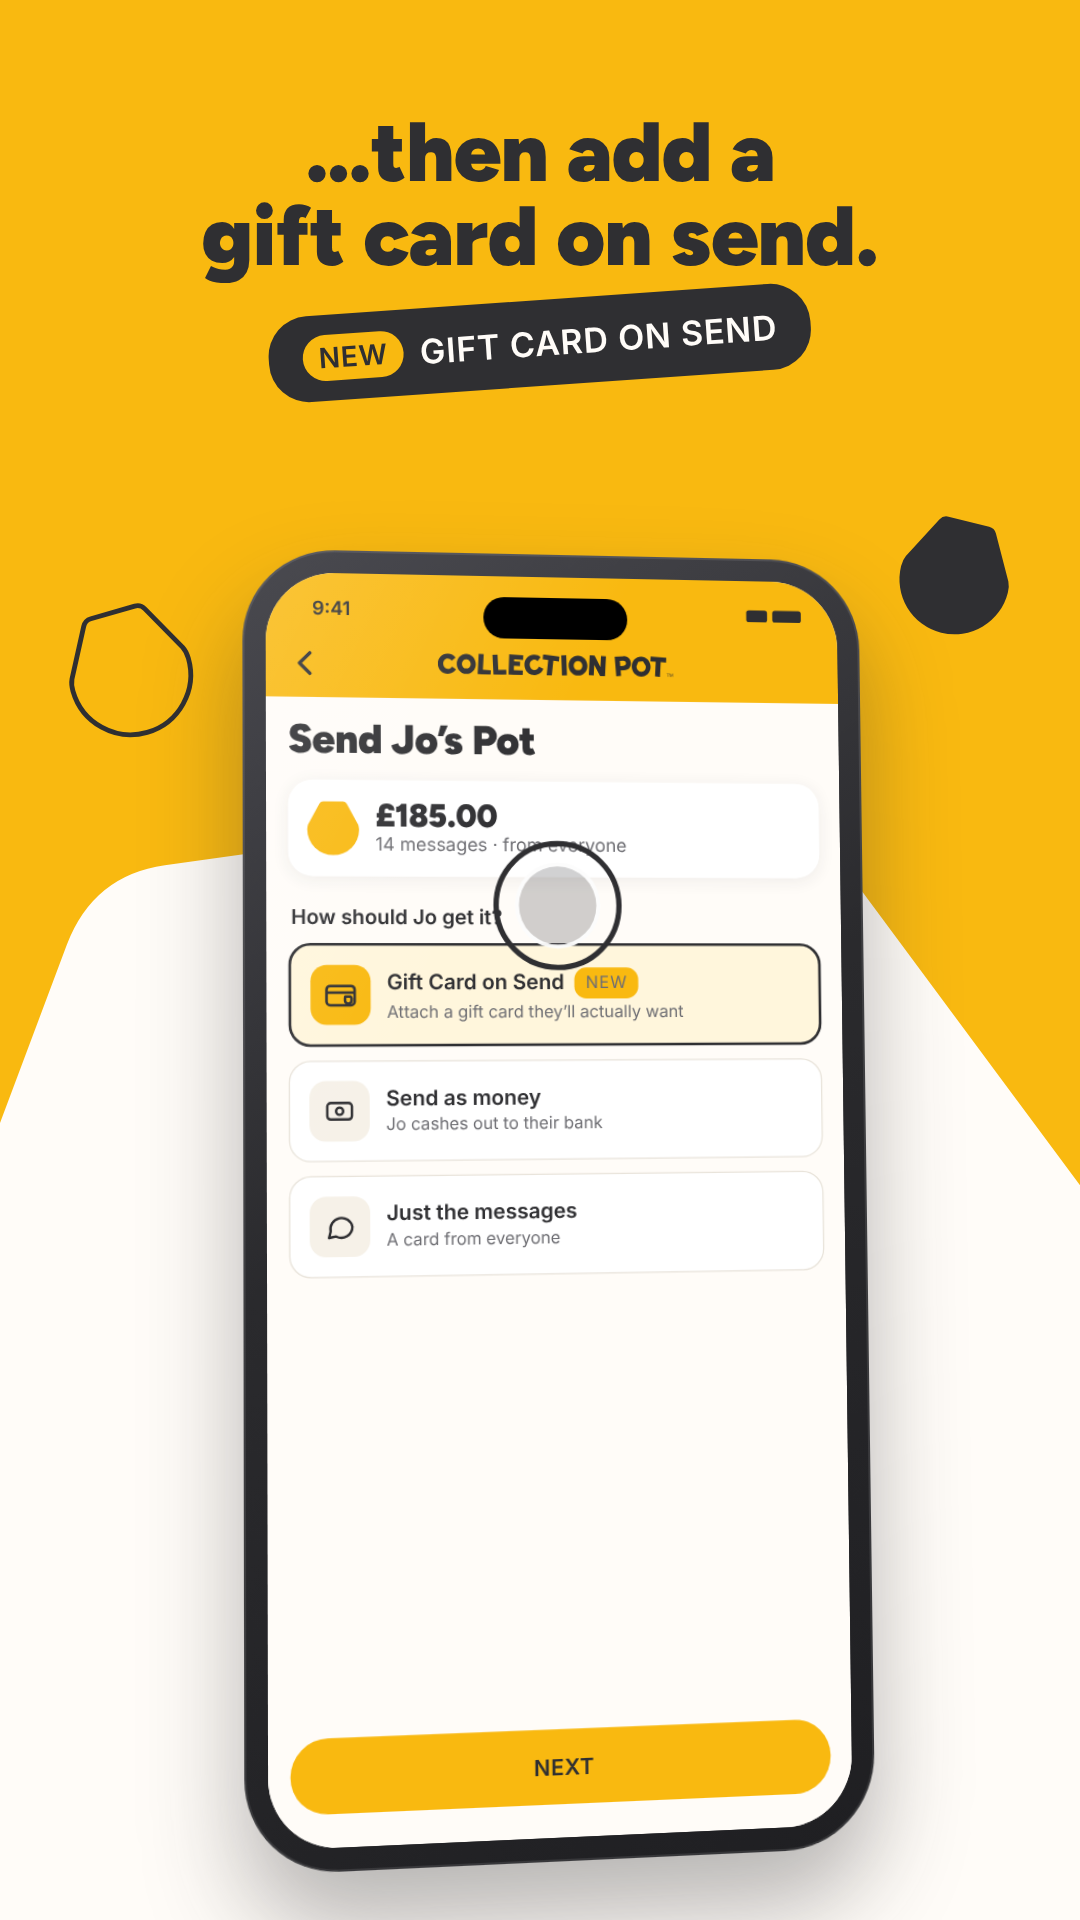 ...then add a
gift card on send.
NEW GIFT CARD ON SEND
9:41
COLLECTION POT™
Send Jo’s Pot
£185.00
14 messages · from everyone
How should Jo get it?
Gift Card on Send NEW
Attach a gift card they’ll actually want
Send as money
Jo cashes out to their bank
Just the messages
A card from everyone
NEXT